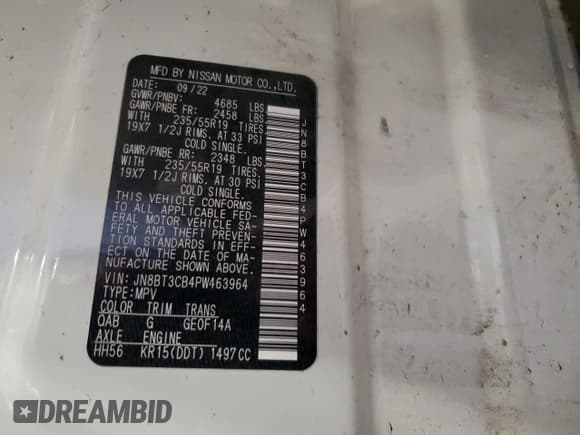 MFD BY NISSAN MOTOR CO.,LTD.
DATE: 09/22
GVWR/PNBV: 4685 LBS
GAWR/PNBE FR: 2458 LBS
WITH 235/55R19 TIRES.
19X7 1/2J RIMS. AT 33 PSI
COLD SINGLE.
GAWR/PNBE RR: 2348 LBS
WITH 235/55R19 TIRES.
19X7 1/2J RIMS. AT 30 PSI
COLD SINGLE.
THIS VEHICLE CONFORMS
TO ALL APPLICABLE FED-
ERAL MOTOR VEHICLE SA-
FETY AND THEFT PREVEN-
TION STANDARDS IN EFF-
ECT ON THE DATE OF MA-
NUFACTURE SHOWN ABOVE.
VIN: JN8BT3CB4PW463964
TYPE:MPV
COLOR TRIM TRANS
QAB G GE0F14A
AXLE ENGINE
HH56 KR15(DDT) 1497CC
JN8BT3CB4PW463964
DREAMBID